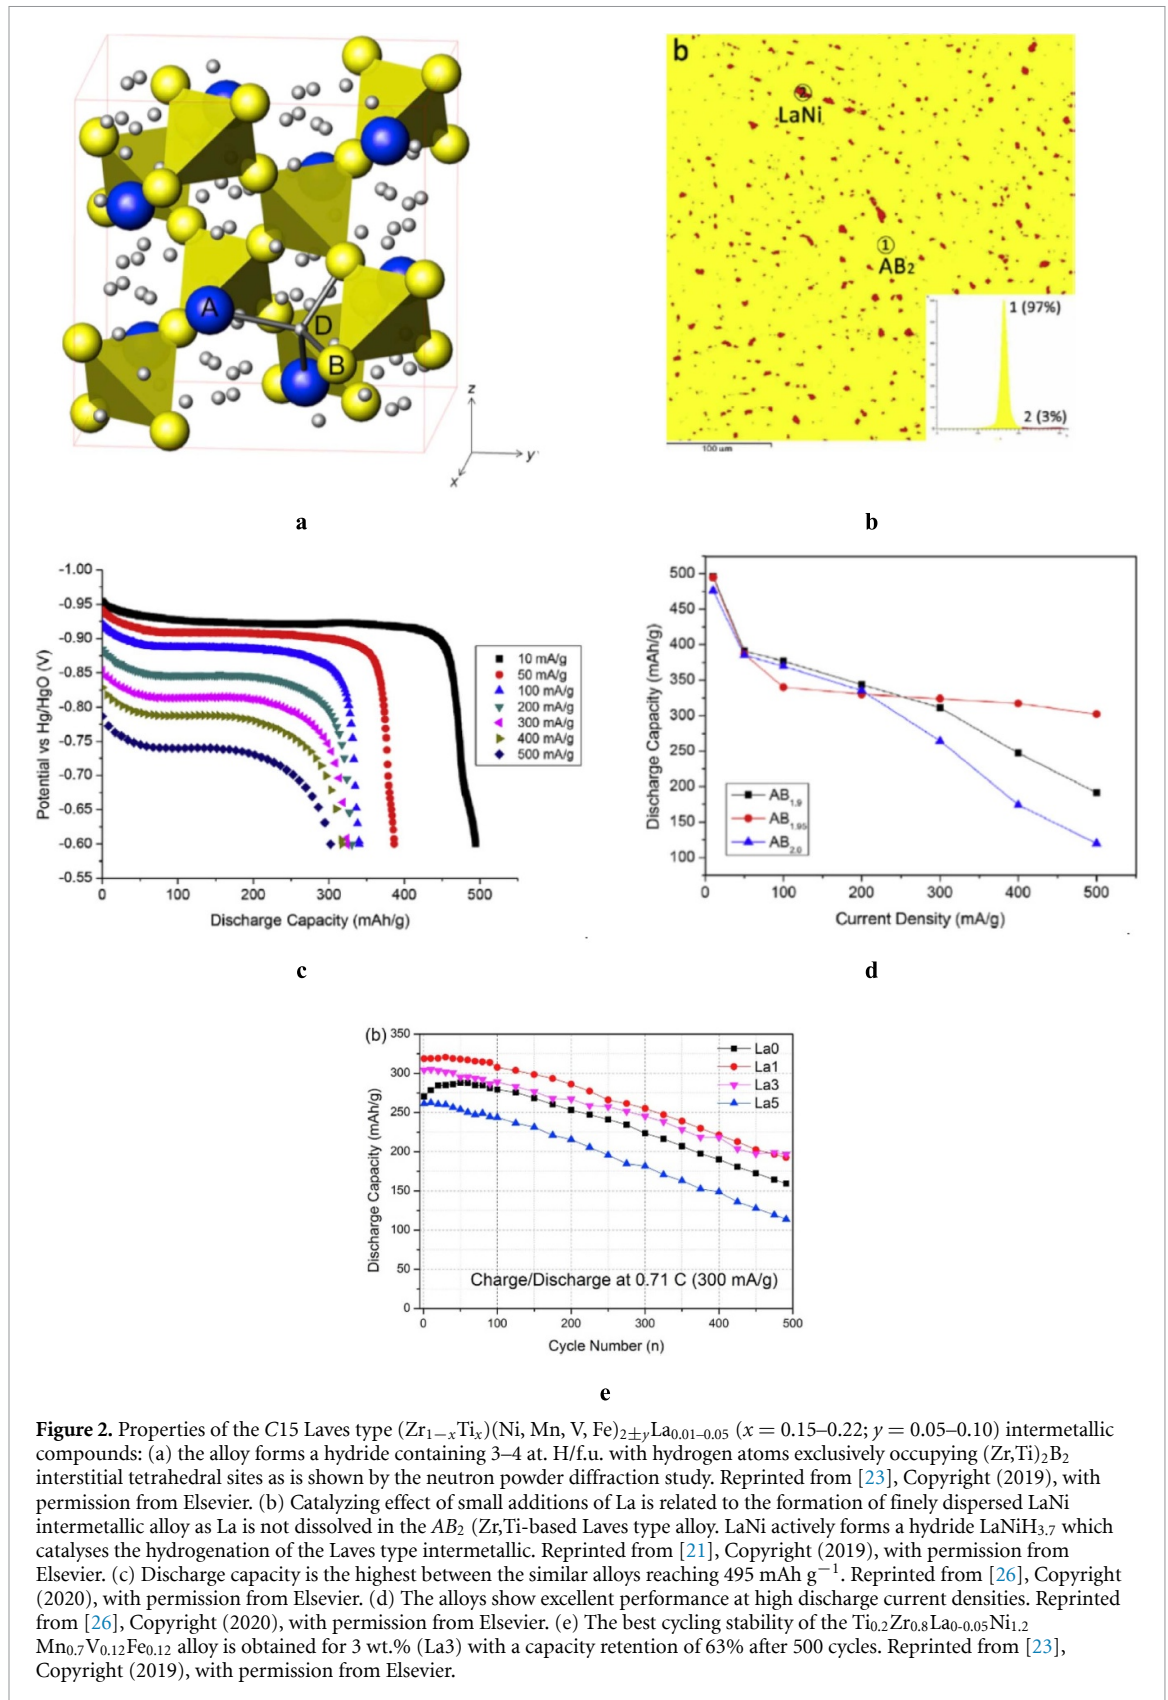 A
D
B
z
y
x
a
b
②
LaNi
①
AB₂
1 (97%)
2 (3%)
100 um
b
-1.00
-0.95
-0.90
-0.85
-0.80
-0.75
-0.70
-0.65
-0.60
-0.55
0
100
200
300
400
500
Potential vs Hg/HgO (V)
Discharge Capacity (mAh/g)
10 mA/g
50 mA/g
100 mA/g
200 mA/g
300 mA/g
400 mA/g
500 mA/g
c
500
450
400
350
300
250
200
150
100
0
100
200
300
400
500
Discharge Capacity (mAh/g)
Current Density (mA/g)
AB₁.₉
AB₁.₉₅
AB₂.₀
d
(b)
350
300
250
200
150
100
50
0
0
100
200
300
400
500
Discharge Capacity (mAh/g)
Cycle Number (n)
La0
La1
La3
La5
Charge/Discharge at 0.71 C (300 mA/g)
e
Figure 2. Properties of the C15 Laves type (Zr₁₋ₓTiₓ)(Ni, Mn, V, Fe)₂±yLa₀.₀₁₋₀.₀₅ (x = 0.15–0.22; y = 0.05–0.10) intermetallic
compounds: (a) the alloy forms a hydride containing 3–4 at. H/f.u. with hydrogen atoms exclusively occupying (Zr,Ti)₂B₂
interstitial tetrahedral sites as is shown by the neutron powder diffraction study. Reprinted from [23], Copyright (2019), with
permission from Elsevier. (b) Catalyzing effect of small additions of La is related to the formation of finely dispersed LaNi
intermetallic alloy as La is not dissolved in the AB₂ (Zr,Ti-based Laves type alloy. LaNi actively forms a hydride LaNiH₃.₇ which
catalyses the hydrogenation of the Laves type intermetallic. Reprinted from [21], Copyright (2019), with permission from
Elsevier. (c) Discharge capacity is the highest between the similar alloys reaching 495 mAh g⁻¹. Reprinted from [26], Copyright
(2020), with permission from Elsevier. (d) The alloys show excellent performance at high discharge current densities. Reprinted
from [26], Copyright (2020), with permission from Elsevier. (e) The best cycling stability of the Ti₀.₂Zr₀.₈La₀₋₀.₀₅Ni₁.₂
Mn₀.₇V₀.₁₂Fe₀.₁₂ alloy is obtained for 3 wt.% (La3) with a capacity retention of 63% after 500 cycles. Reprinted from [23],
Copyright (2019), with permission from Elsevier.